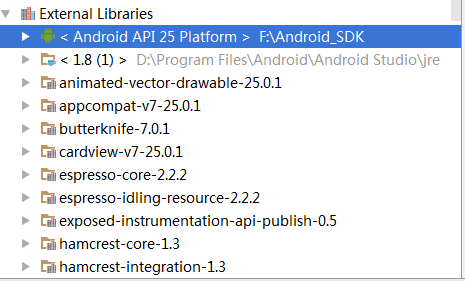 External Libraries
< Android API 25 Platform > F:\Android_SDK
< 1.8 (1) > D:\Program Files\Android\Android Studio\jre
animated-vector-drawable-25.0.1
appcompat-v7-25.0.1
butterknife-7.0.1
cardview-v7-25.0.1
espresso-core-2.2.2
espresso-idling-resource-2.2.2
exposed-instrumentation-api-publish-0.5
hamcrest-core-1.3
hamcrest-integration-1.3